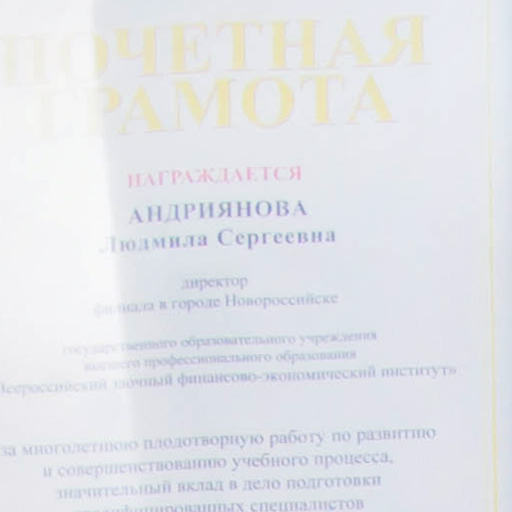 ПОЧЕТНАЯ
ГРАМОТА
НАГРАЖДАЕТСЯ
АНДРИЯНОВА
Людмила Сергеевна
директор
филиала в городе Новороссийске
государственного образовательного учреждения
высшего профессионального образования
Всероссийский заочный финансово-экономический институт»
за многолетнюю плодотворную работу по развитию
и совершенствованию учебного процесса,
значительный вклад в дело подготовки
квалифицированных специалистов